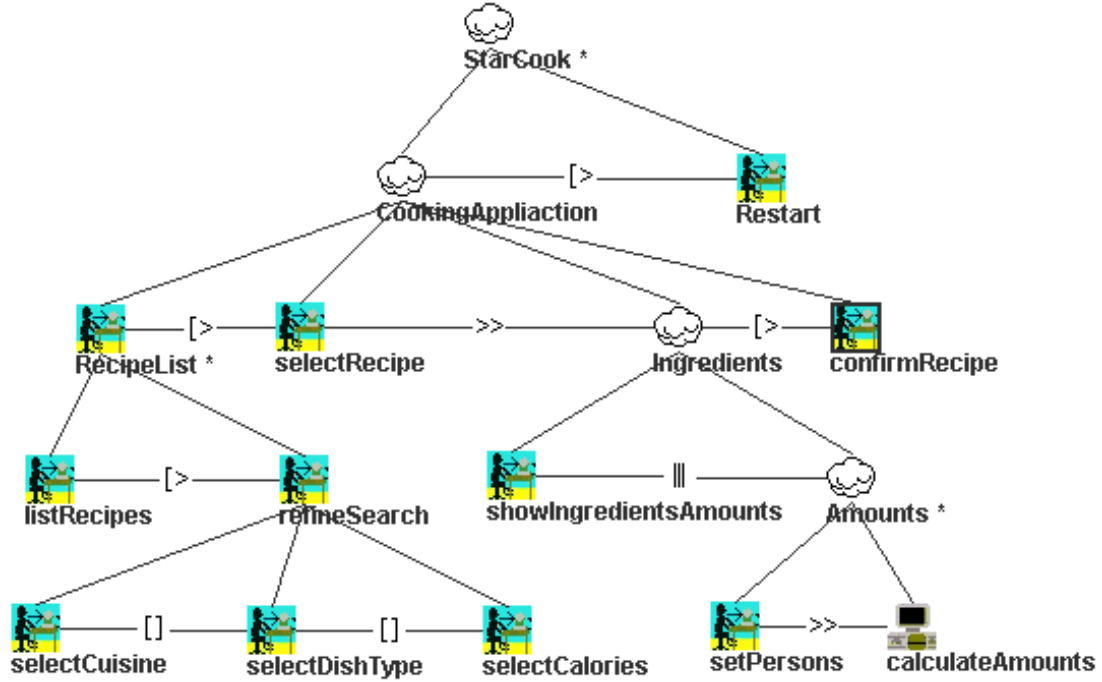 StarCook *
[>
CookingAppliaction
Restart
[>
>>
[>
RecipeList *
selectRecipe
Ingredients
confirmRecipe
[>
|||
listRecipes
refineSearch
showIngredientsAmounts
Amounts *
[]
[]
>>
selectCuisine
selectDishType
selectCalories
setPersons
calculateAmounts